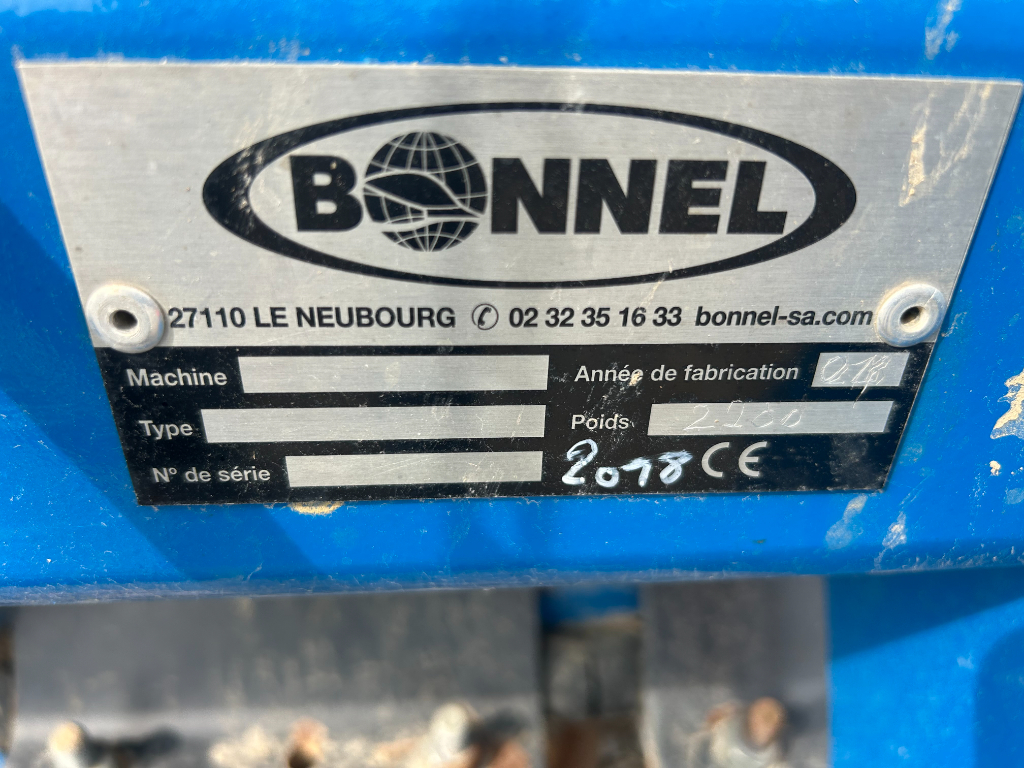 BONNEL
27110 LE NEUBOURG ✆ 02 32 35 16 33 bonnel-sa.com
Machine
Année de fabrication
Type
Poids 2200
N° de série
2018 CE